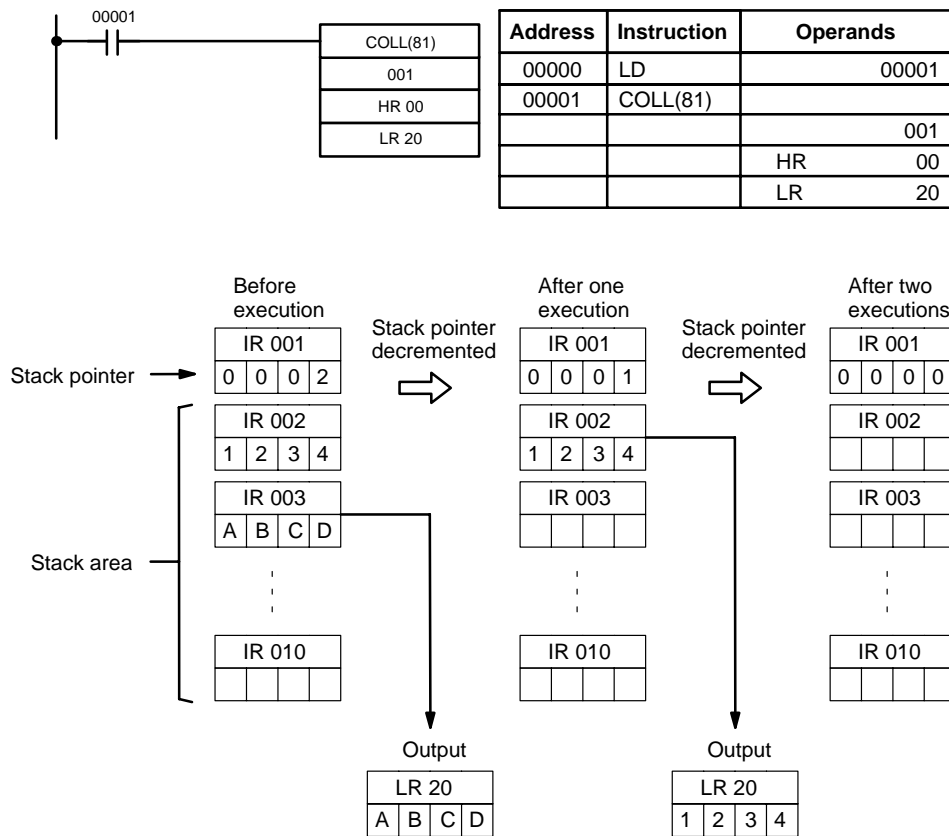 00001
COLL(81)
001
HR 00
LR 20
Address Instruction Operands
00000 LD 00001
00001 COLL(81)
001
HR 00
LR 20
Before execution
After one execution
After two executions
Stack pointer decremented
Stack pointer decremented
IR 001
IR 001
IR 001
Stack pointer
0 0 0 2
0 0 0 1
0 0 0 0
IR 002
IR 002
IR 002
1 2 3 4
1 2 3 4
IR 003
IR 003
IR 003
A B C D
Stack area
IR 010
IR 010
IR 010
Output
Output
LR 20
LR 20
A B C D
1 2 3 4